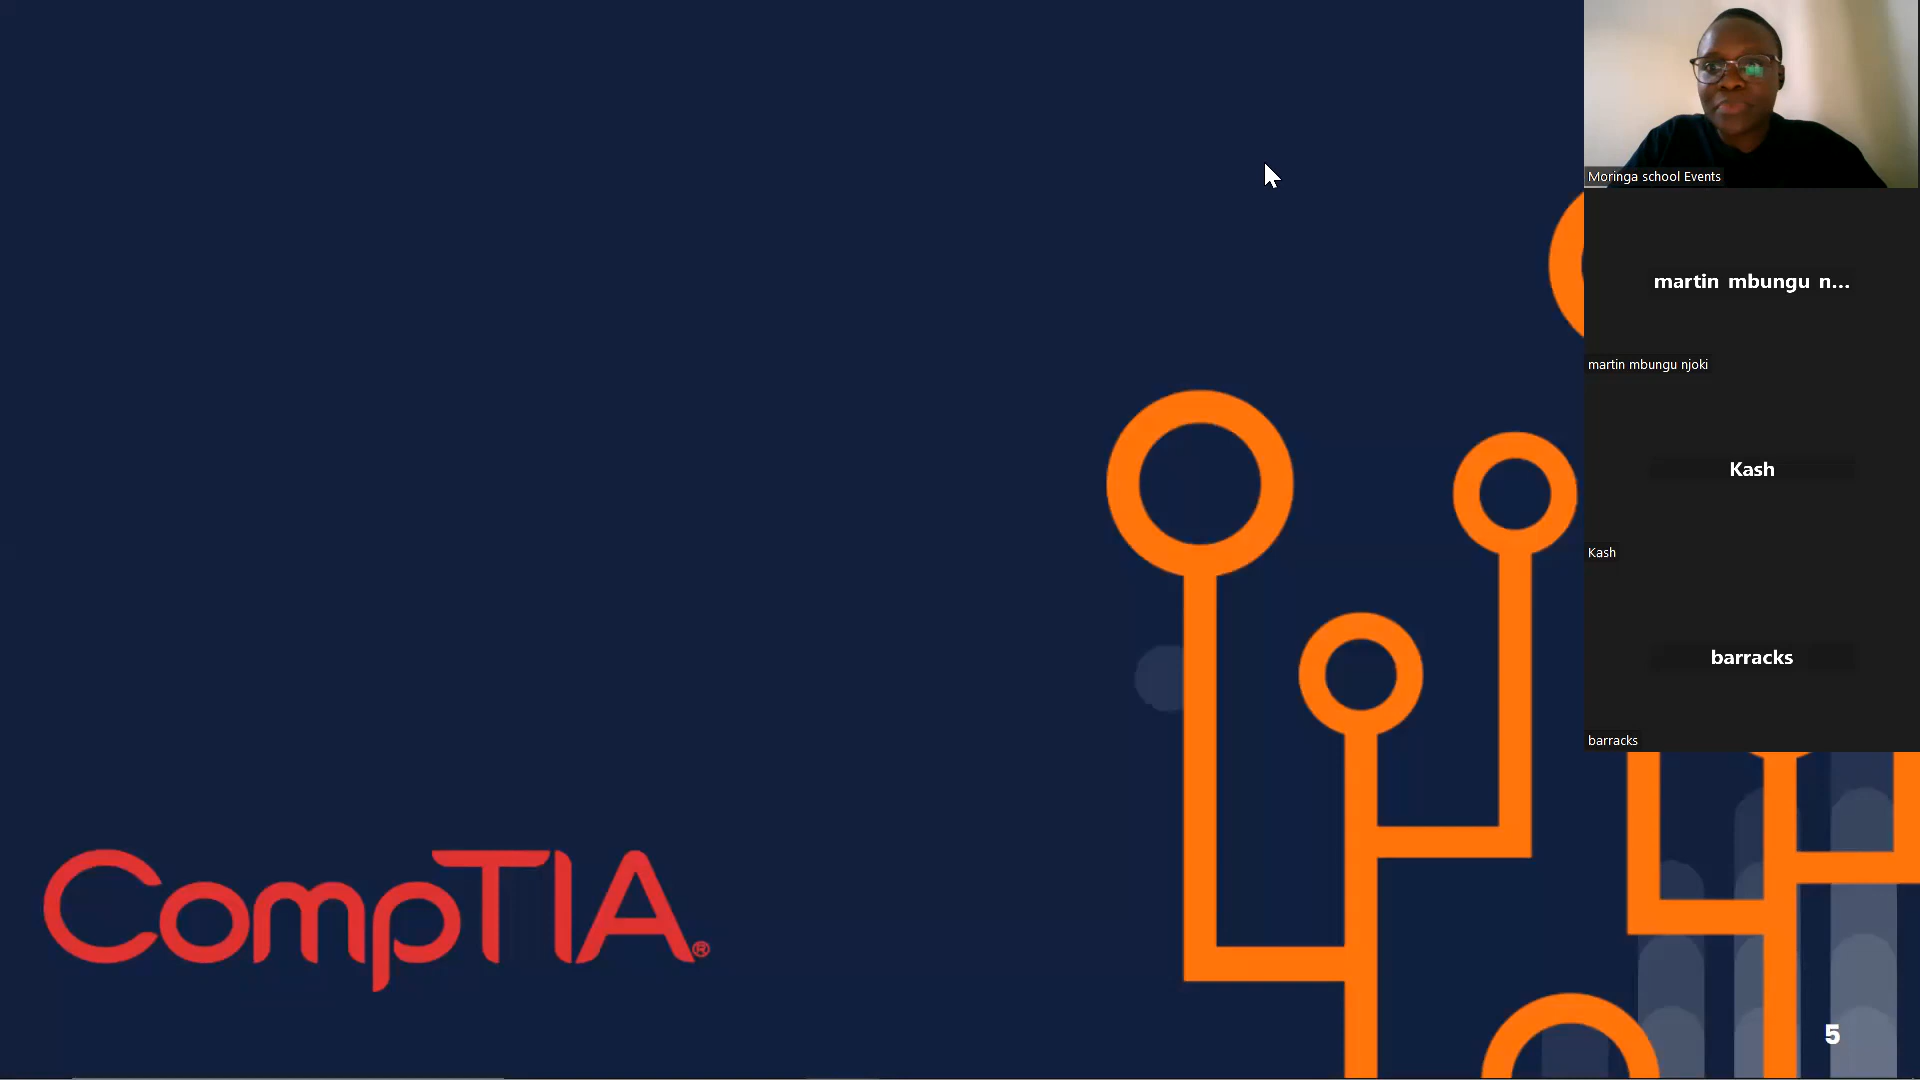 Moringa school Events
martin mbungu n...
martin mbungu njoki
Kash
Kash
barracks
barracks
CompTIA®
5